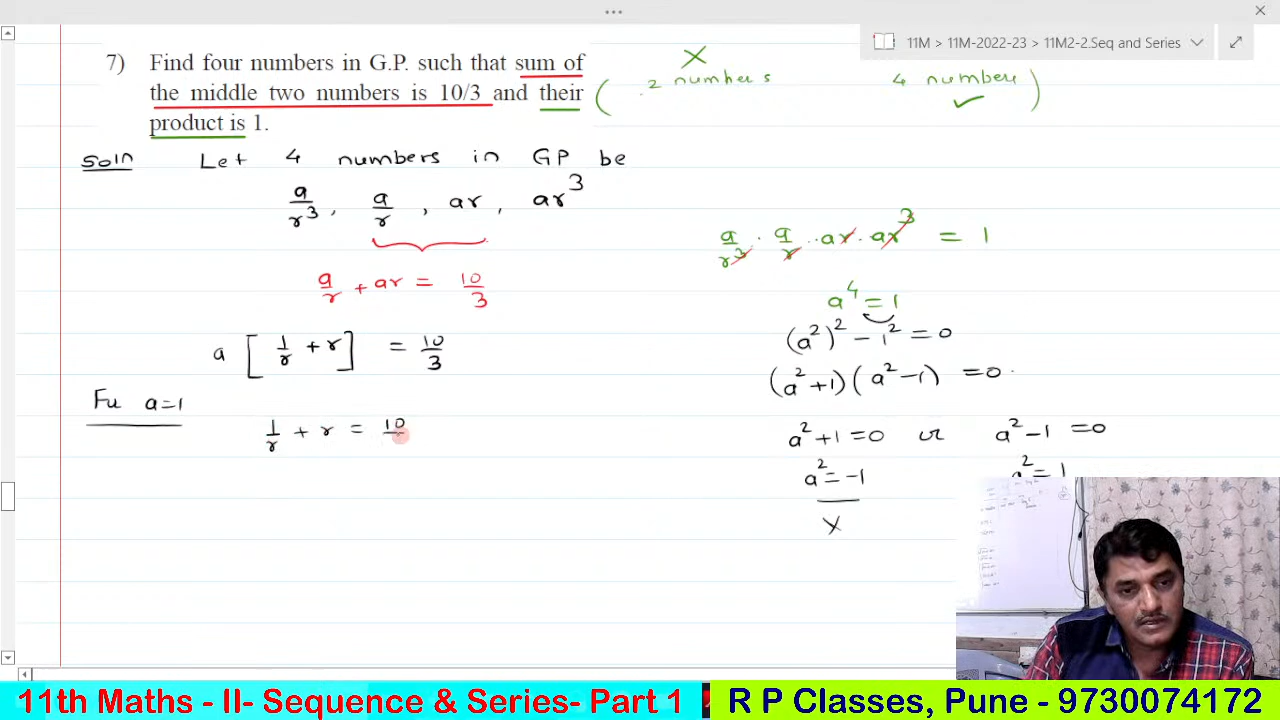 11M > 11M-2022-23 > 11M2-2.Seq and Series
7) Find four numbers in G.P. such that sum of
the middle two numbers is 10/3 and their
product is 1.
X
( 2 numbers 4 numbers ✓ )
Soln Let 4 numbers in GP be
a/r³, a/r, ar, ar³
a/r + ar = 10/3
a [ 1/r + r ] = 10/3
Fu a=1
1/r + r = 10
a/r³ · a/r · ar · ar³ = 1
a⁴ = 1
(a²)² - 1² = 0
(a²+1)(a²-1) = 0
a²+1=0 or a²-1=0
a²=-1 a²=1
X
11th Maths - II- Sequence & Series- Part 1
R P Classes, Pune - 9730074172